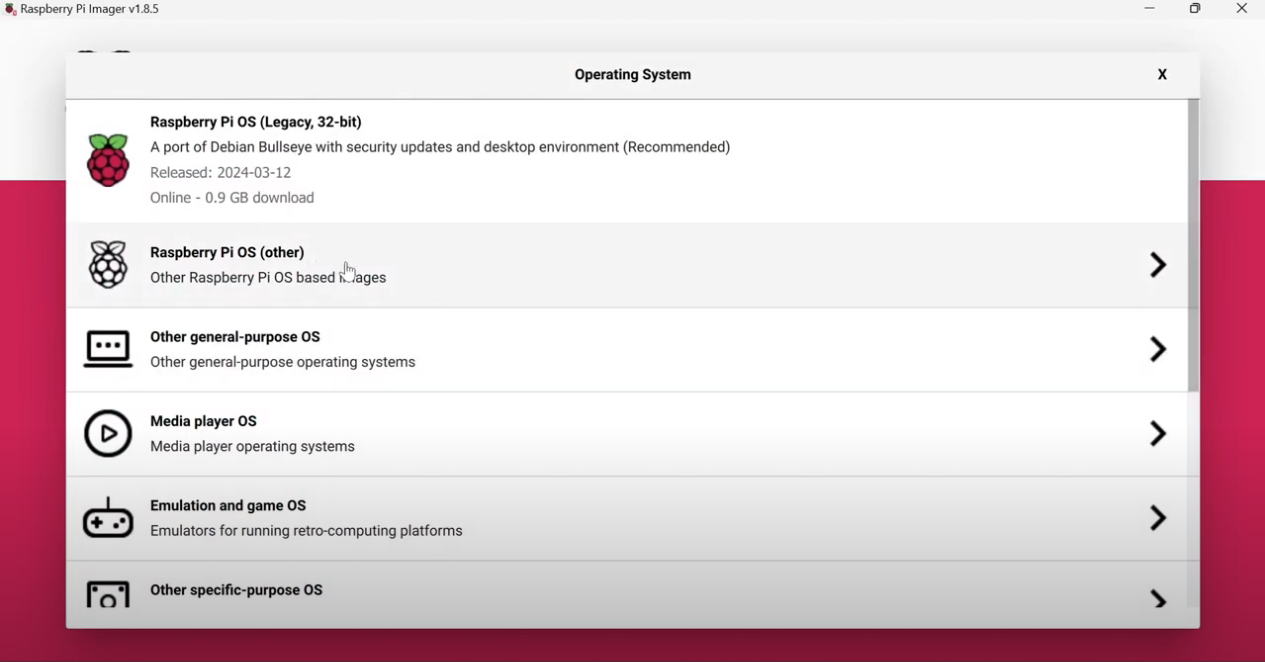 Raspberry Pi Imager v1.8.5
Operating System
X
Raspberry Pi OS (Legacy, 32-bit)
A port of Debian Bullseye with security updates and desktop environment (Recommended)
Released: 2024-03-12
Online - 0.9 GB download
Raspberry Pi OS (other)
Other Raspberry Pi OS based images
Other general-purpose OS
Other general-purpose operating systems
Media player OS
Media player operating systems
Emulation and game OS
Emulators for running retro-computing platforms
Other specific-purpose OS